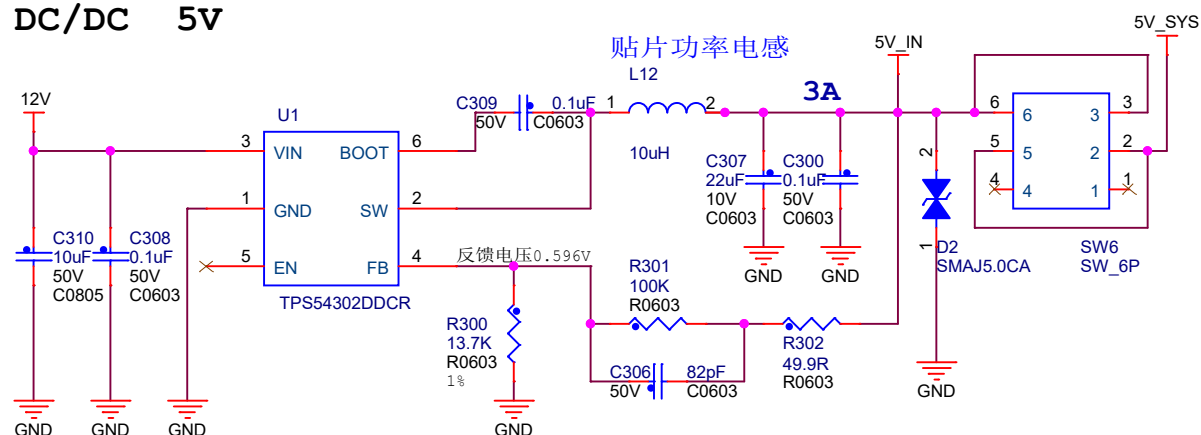 DC/DC 5V
贴片功率电感
5V_IN
5V_SYS
12V
U1
C309
50V
0.1uF
C0603
L12
1
2
10uH
3A
3
VIN
BOOT
6
1
GND
SW
2
5
EN
FB
4
TPS54302DDCR
反馈电压0.596V
C310
10uF
50V
C0805
C308
0.1uF
50V
C0603
C307
22uF
10V
C0603
C300
0.1uF
50V
C0603
GND
GND
2
1
D2
SMAJ5.0CA
6
6
3
3
5
5
2
2
4
4
1
1
SW6
SW_6P
R301
100K
R0603
R300
13.7K
R0603
1%
R302
49.9R
R0603
C306
50V
82pF
C0603
GND
GND
GND
GND
GND